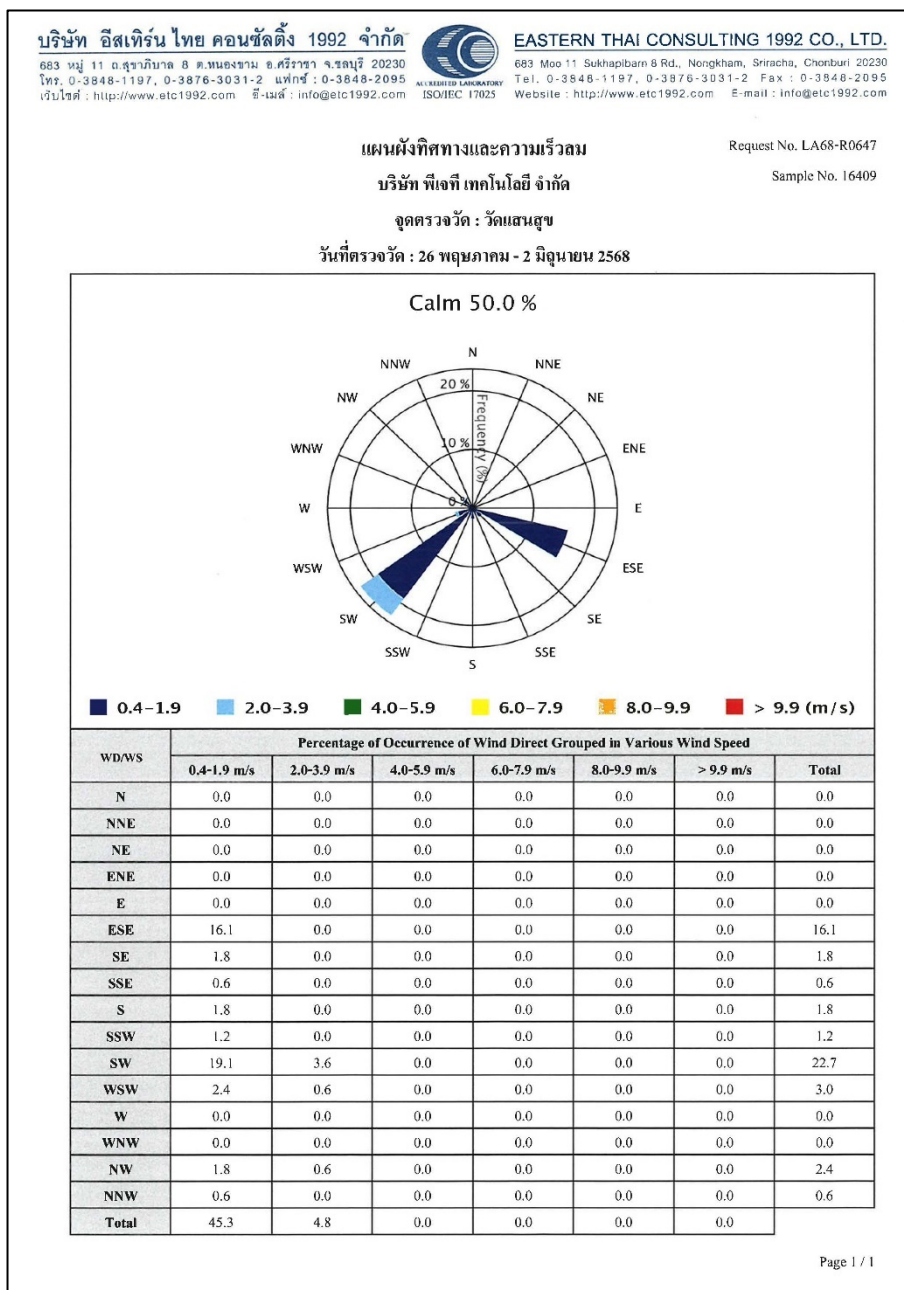 บริษัท อีสเทิร์น ไทย คอนซัลติ้ง 1992 จำกัด
683 หมู่ 11 ถ.สุขาภิบาล 8 ต.หนองขาม อ.ศรีราชา จ.ชลบุรี 20230
โทร. 0-3848-1197, 0-3876-3031-2 แฟกซ์ : 0-3848-2095
เว็บไซต์ : http://www.etc1992.com อี-เมล์ : info@etc1992.com
ACCREDITED LABORATORY
ISO/IEC 17025
EASTERN THAI CONSULTING 1992 CO., LTD.
683 Moo 11 Sukhapibarn 8 Rd., Nongkham, Sriracha, Chonburi 20230
Tel. 0-3848-1197, 0-3876-3031-2 Fax : 0-3848-2095
Website : http://www.etc1992.com E-mail : info@etc1992.com
แผนผังทิศทางและความเร็วลม
Request No. LA68-R0647
บริษัท พีเจที เทคโนโลยี จำกัด
Sample No. 16409
จุดตรวจวัด : วัดแสนสุข
วันที่ตรวจวัด : 26 พฤษภาคม - 2 มิถุนายน 2568
Calm 50.0 %
N
NNW NNE
20 %
NW NE
Frequency (%)
10 %
WNW ENE
0 %
W E
WSW ESE
SW SE
SSW SSE
S
0.4-1.9 2.0-3.9 4.0-5.9 6.0-7.9 8.0-9.9 > 9.9 (m/s)
WD/WS Percentage of Occurrence of Wind Direct Grouped in Various Wind Speed
0.4-1.9 m/s 2.0-3.9 m/s 4.0-5.9 m/s 6.0-7.9 m/s 8.0-9.9 m/s > 9.9 m/s Total
N 0.0 0.0 0.0 0.0 0.0 0.0 0.0
NNE 0.0 0.0 0.0 0.0 0.0 0.0 0.0
NE 0.0 0.0 0.0 0.0 0.0 0.0 0.0
ENE 0.0 0.0 0.0 0.0 0.0 0.0 0.0
E 0.0 0.0 0.0 0.0 0.0 0.0 0.0
ESE 16.1 0.0 0.0 0.0 0.0 0.0 16.1
SE 1.8 0.0 0.0 0.0 0.0 0.0 1.8
SSE 0.6 0.0 0.0 0.0 0.0 0.0 0.6
S 1.8 0.0 0.0 0.0 0.0 0.0 1.8
SSW 1.2 0.0 0.0 0.0 0.0 0.0 1.2
SW 19.1 3.6 0.0 0.0 0.0 0.0 22.7
WSW 2.4 0.6 0.0 0.0 0.0 0.0 3.0
W 0.0 0.0 0.0 0.0 0.0 0.0 0.0
WNW 0.0 0.0 0.0 0.0 0.0 0.0 0.0
NW 1.8 0.6 0.0 0.0 0.0 0.0 2.4
NNW 0.6 0.0 0.0 0.0 0.0 0.0 0.6
Total 45.3 4.8 0.0 0.0 0.0 0.0
Page 1 / 1